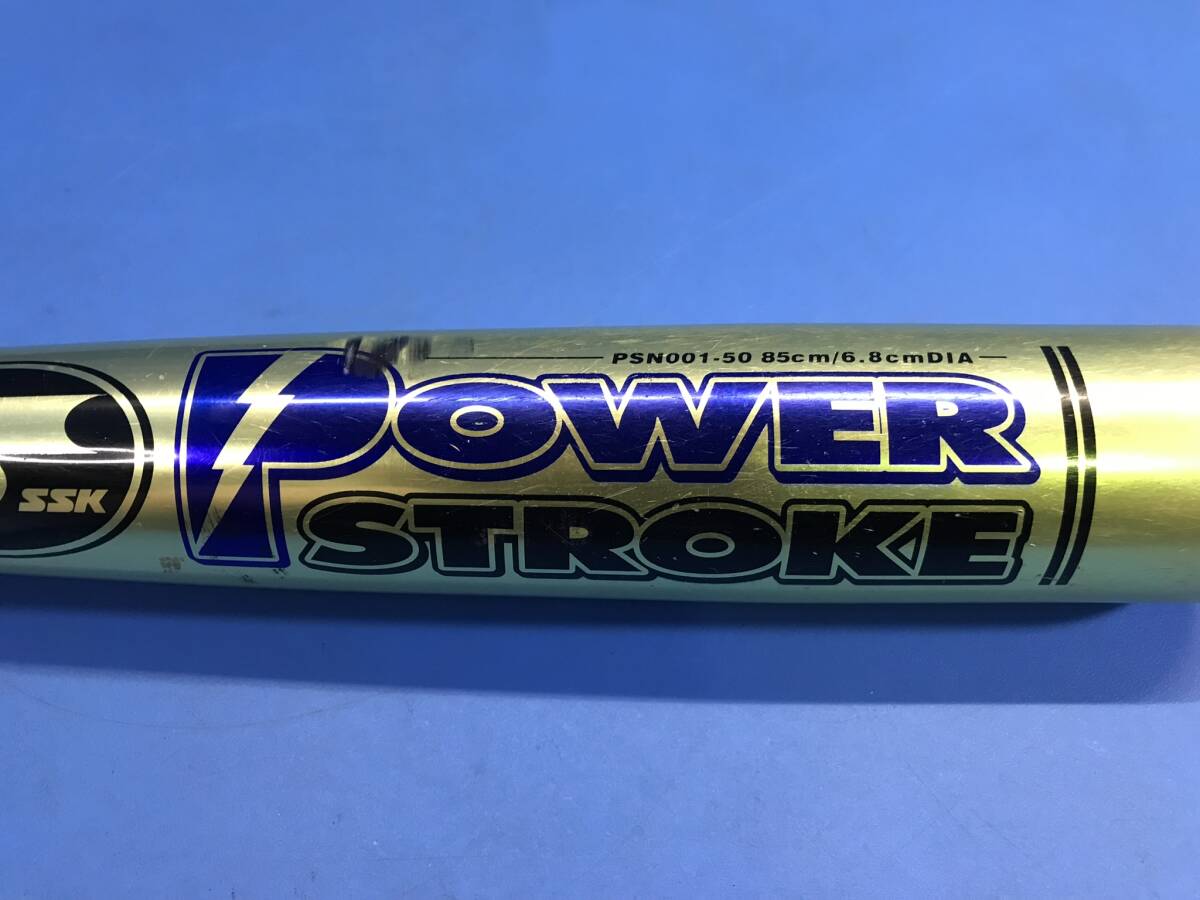 SSK
PSN001-50 85cm/6.8cmDIA
POWER
STROKE